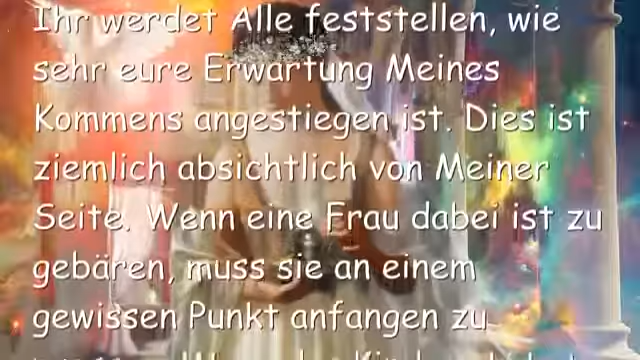 Ihr werdet Alle feststellen, wie
sehr eure Erwartung Meines
Kommens angestiegen ist. Dies ist
ziemlich absichtlich von Meiner
Seite. Wenn eine Frau dabei ist zu
gebären, muss sie an einem
gewissen Punkt anfangen zu